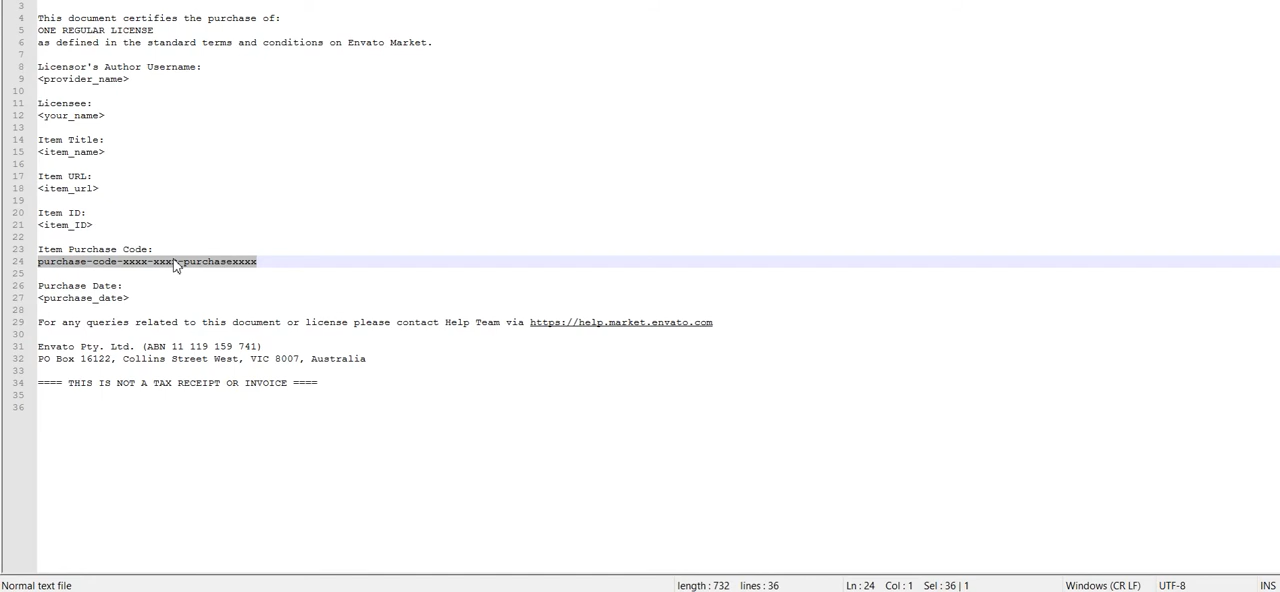 3
4 This document certifies the purchase of:
5 ONE REGULAR LICENSE
6 as defined in the standard terms and conditions on Envato Market.
7
8 Licensor's Author Username:
9 <provider_name>
10
11 Licensee:
12 <your_name>
13
14 Item Title:
15 <item_name>
16
17 Item URL:
18 <item_url>
19
20 Item ID:
21 <item_ID>
22
23 Item Purchase Code:
24 purchase-code-xxxx-xxxx-purchasexxxx
25
26 Purchase Date:
27 <purchase_date>
28
29 For any queries related to this document or license please contact Help Team via https://help.market.envato.com
30
31 Envato Pty. Ltd. (ABN 11 119 159 741)
32 PO Box 16122, Collins Street West, VIC 8007, Australia
33
34 ==== THIS IS NOT A TAX RECEIPT OR INVOICE ====
35
36
Normal text file length : 732 lines : 36 Ln : 24 Col : 1 Sel : 36 | 1 Windows (CR LF) UTF-8 INS